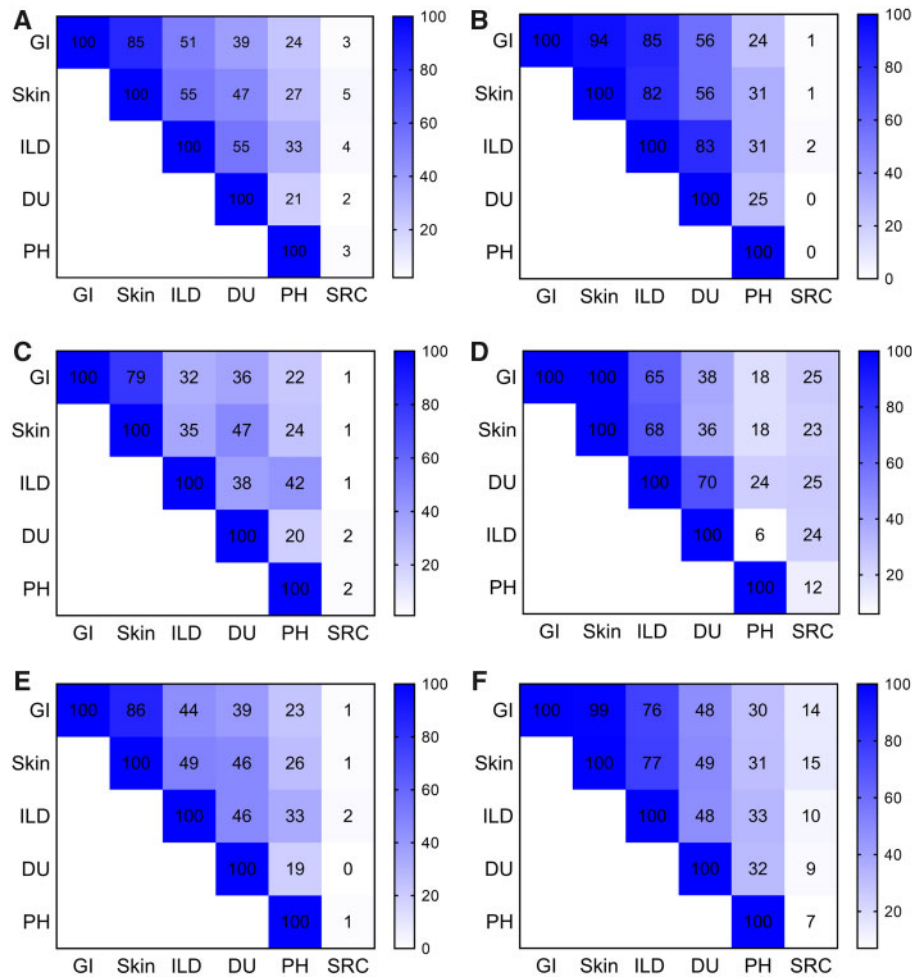 A
GI 100 85 51 39 24 3
Skin 100 55 47 27 5
ILD 100 55 33 4
DU 100 21 2
PH 100 3
GI Skin ILD DU PH SRC
100
80
60
40
20
B
GI 100 94 85 56 24 1
Skin 100 82 56 31 1
ILD 100 83 31 2
DU 100 25 0
PH 100 0
GI Skin ILD DU PH SRC
100
80
60
40
20
0
C
GI 100 79 32 36 22 1
Skin 100 35 47 24 1
ILD 100 38 42 1
DU 100 20 2
PH 100 2
GI Skin ILD DU PH SRC
100
80
60
40
20
D
GI 100 100 65 38 18 25
Skin 100 68 36 18 23
DU 100 70 24 25
ILD 100 6 24
PH 100 12
GI Skin ILD DU PH SRC
100
80
60
40
20
E
GI 100 86 44 39 23 1
Skin 100 49 46 26 1
ILD 100 46 33 2
DU 100 19 0
PH 100 1
GI Skin ILD DU PH SRC
100
80
60
40
20
0
F
GI 100 99 76 48 30 14
Skin 100 77 49 31 15
ILD 100 48 33 10
DU 100 32 9
PH 100 7
GI Skin ILD DU PH SRC
100
80
60
40
20